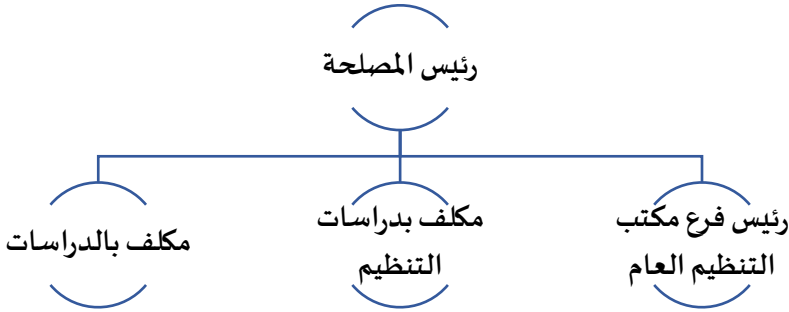 رئيس المصلحة
رئيس فرع مكتب
التنظيم العام
مكلف بدراسات
التنظيم
مكلف بالدراسات